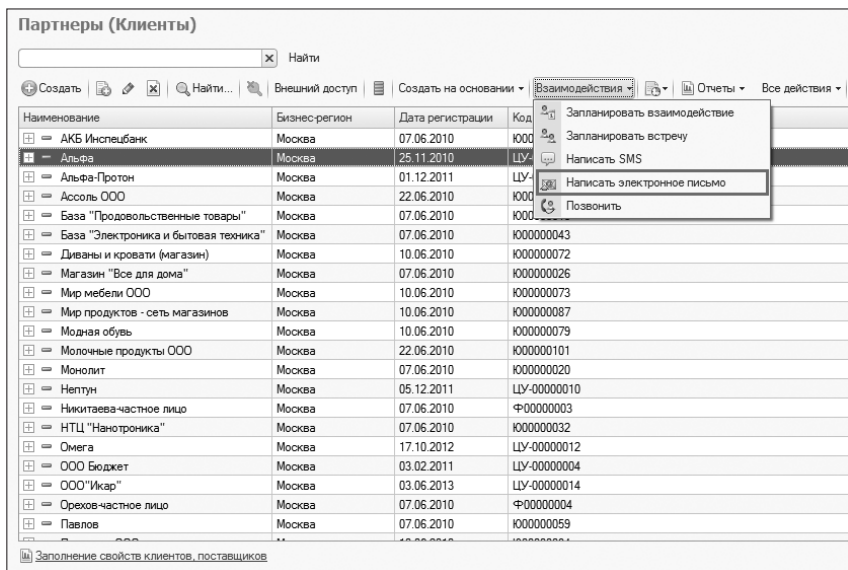 Партнеры (Клиенты)
Найти
Создать Найти... Внешний доступ Создать на основании Взаимодействия Отчеты Все действия
Наименование Бизнес-регион Дата регистрации Код
Запланировать взаимодействие
Запланировать встречу
Написать SMS
Написать электронное письмо
Позвонить
АКБ Инспецбанк Москва 07.06.2010
Альфа Москва 25.11.2010 ЦУ-
Альфа-Протон Москва 01.12.2011 ЦУ-
Ассоль ООО Москва 22.06.2010
База "Продовольственные товары" Москва 07.06.2010
База "Электроника и бытовая техника" Москва 07.06.2010 Ю00000043
Диваны и кровати (магазин) Москва 10.06.2010 Ю00000072
Магазин "Все для дома" Москва 07.06.2010 Ю00000026
Мир мебели ООО Москва 10.06.2010 Ю00000073
Мир продуктов - сеть магазинов Москва 10.06.2010 Ю00000087
Модная обувь Москва 10.06.2010 Ю00000079
Молочные продукты ООО Москва 22.06.2010 Ю00000101
Монолит Москва 07.06.2010 Ю00000020
Нептун Москва 05.12.2011 ЦУ-00000010
Никитаева-частное лицо Москва 07.06.2010 Ф00000003
НТЦ "Нанотроника" Москва 07.06.2010 Ю00000032
Омега Москва 17.10.2012 ЦУ-00000012
ООО Бюджет Москва 03.02.2011 ЦУ-00000004
ООО"Икар" Москва 03.06.2013 ЦУ-00000014
Орехов-частное лицо Москва 07.06.2010 Ф00000004
Павлов Москва 07.06.2010 Ю00000059
Заполнение свойств клиентов, поставщиков